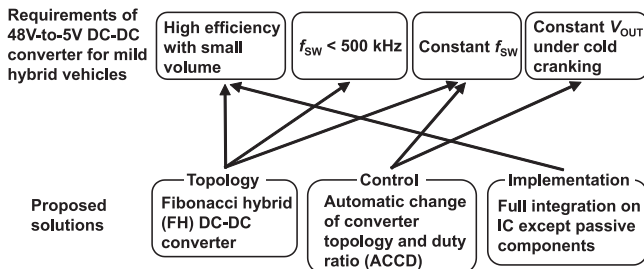 Requirements of
48V-to-5V DC-DC
converter for mild
hybrid vehicles
High efficiency
with small
volume
fSW < 500 kHz
Constant fSW
Constant VOUT
under cold
cranking
Proposed
solutions
Topology
Fibonacci hybrid
(FH) DC-DC
converter
Control
Automatic change
of converter
topology and duty
ratio (ACCD)
Implementation
Full integration on
IC except passive
components